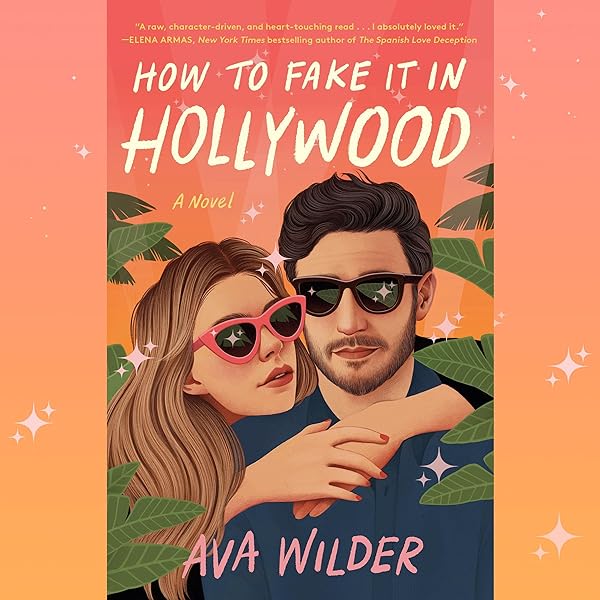 "A raw, character-driven, and heart-touching read . . . i absolutely loved it."
—ELENA ARMAS, New York Times bestselling author of The Spanish Love Deception
HOW TO FAKE IT IN
HOLLYWOOD
A Novel
AVA WILDER